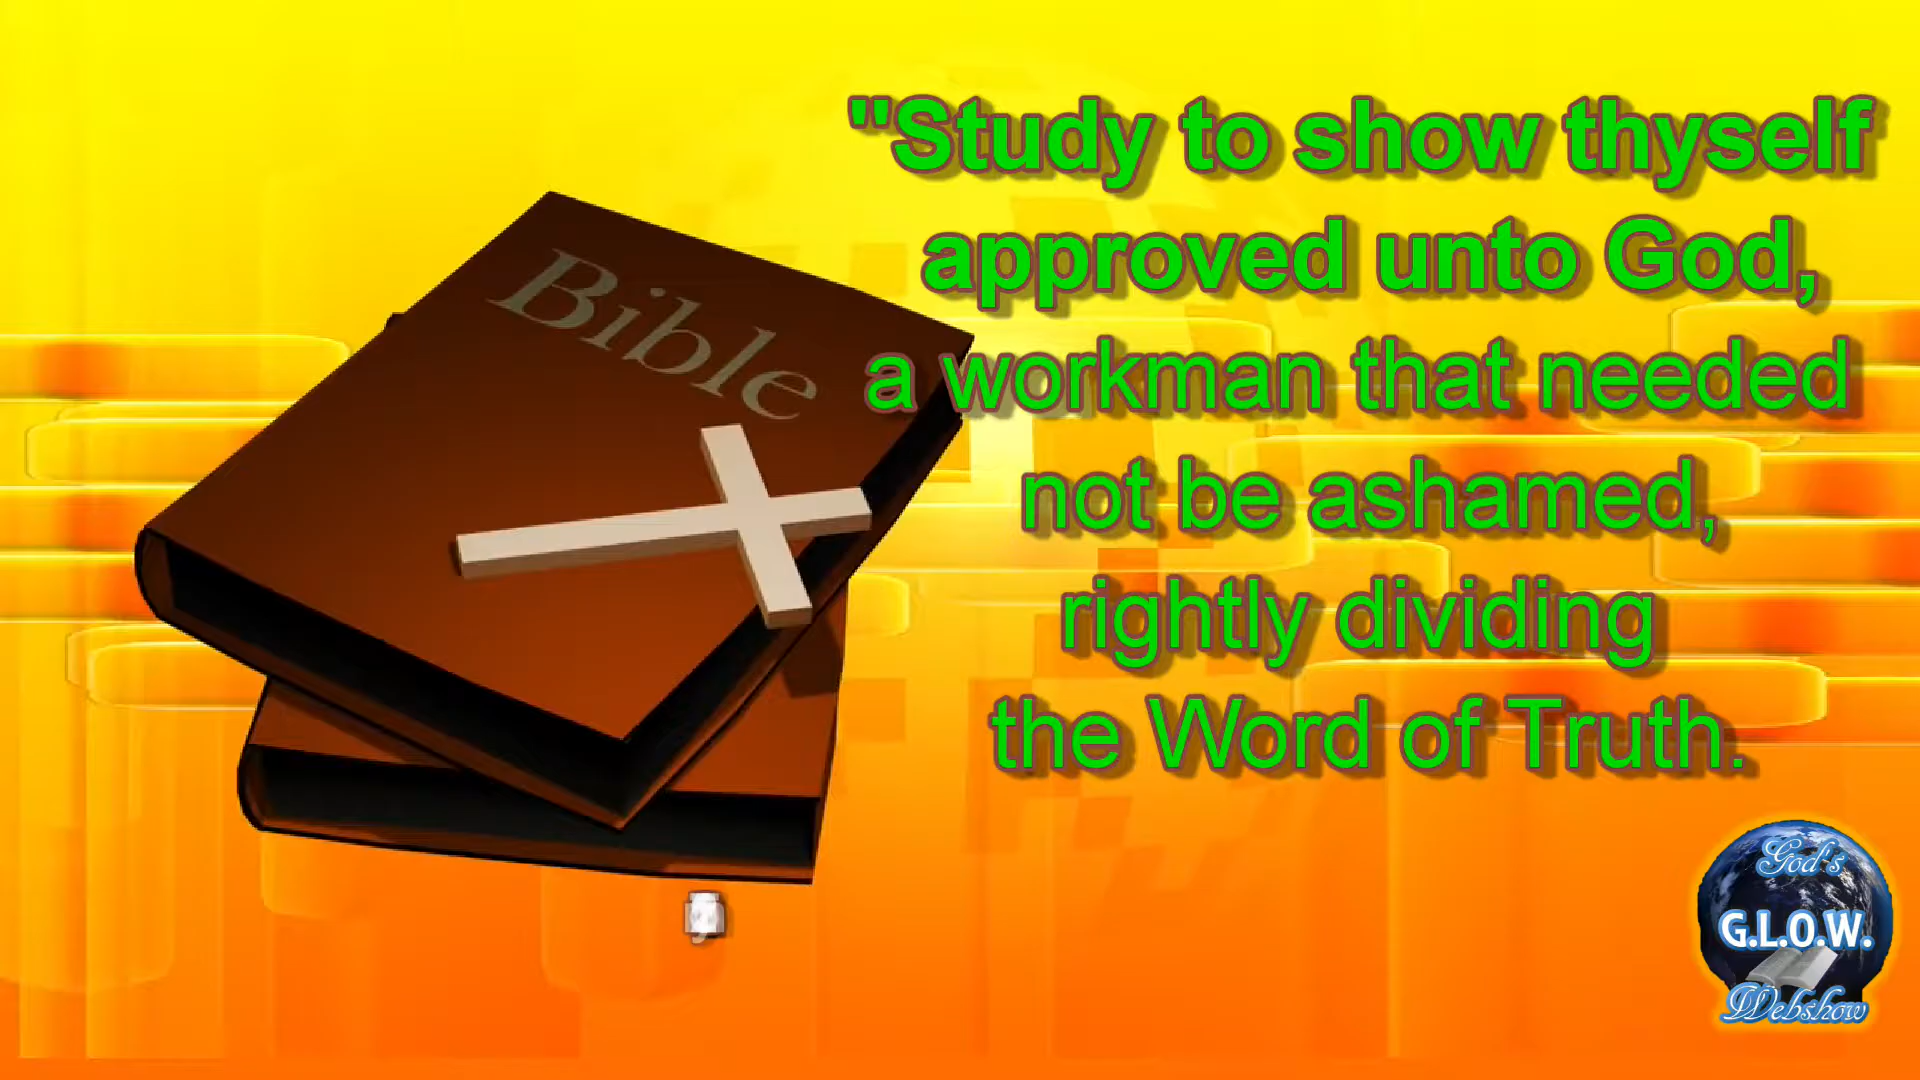 Bible
"Study to show thyself
approved unto God,
a workman that needed
not be ashamed,
rightly dividing
the Word of Truth.
God's
G.L.O.W.
Webshow